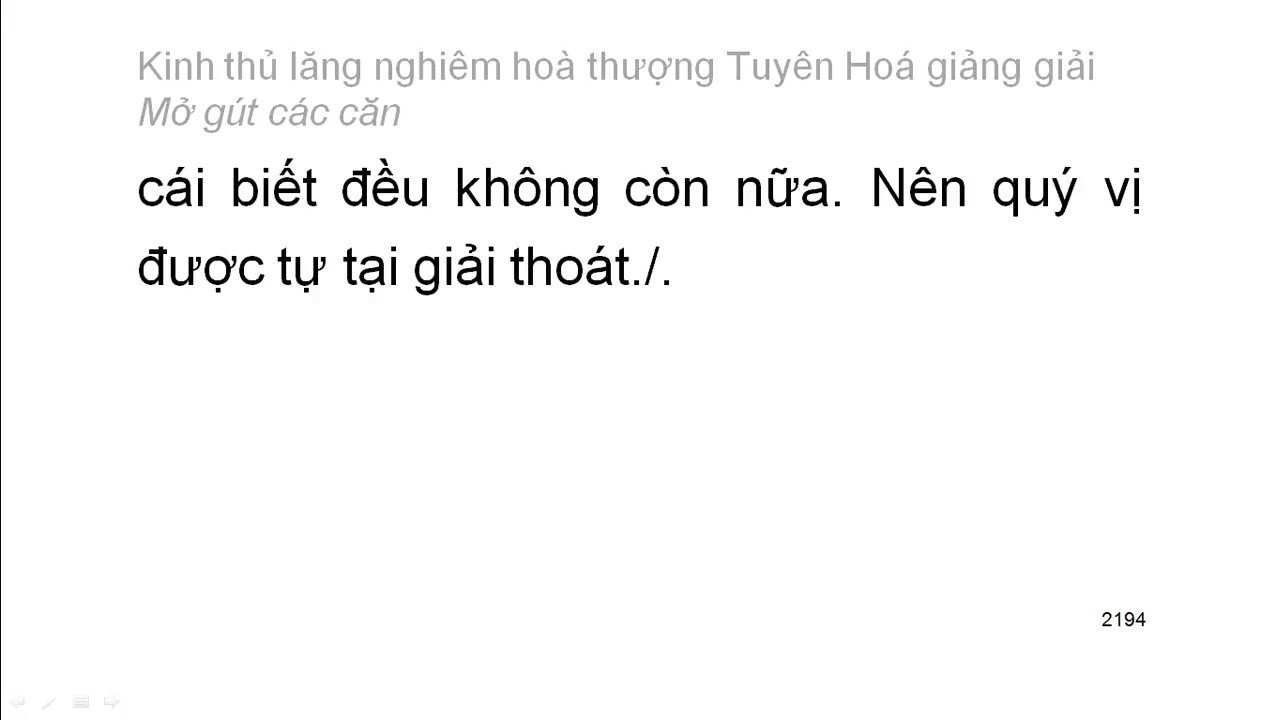 Kinh thủ lăng nghiêm hoà thượng Tuyên Hoá giảng giải
Mở gút các căn
cái biết đều không còn nữa. Nên quý vị
được tự tại giải thoát./.
2194